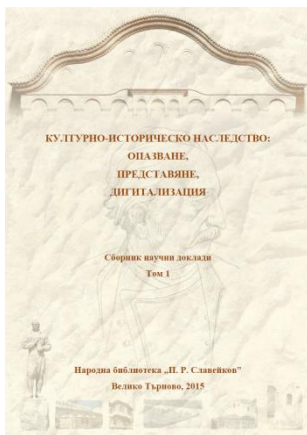 КУЛТУРНО-ИСТОРИЧЕСКО НАСЛЕДСТВО:
ОПАЗВАНЕ,
ПРЕДСТАВЯНЕ,
ДИГИТАЛИЗАЦИЯ
Сборник научни доклади
Том 1
Народна библиотека „П. Р. Славейков"
Велико Търново, 2015